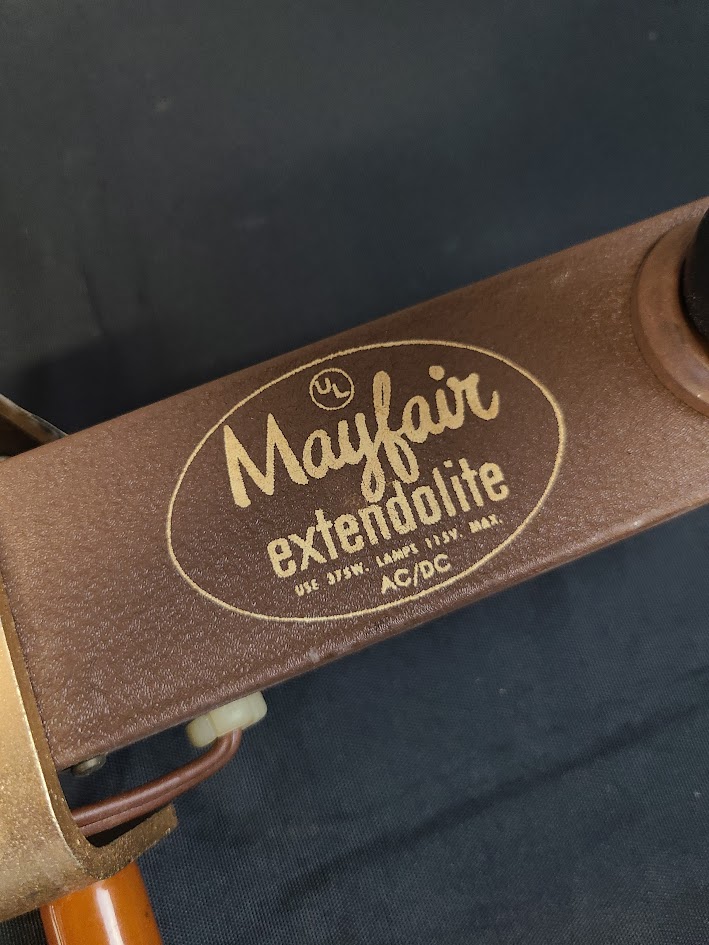 UL
Mayfair
extendolite
USE 375W. LAMPS 115V. MAX.
AC/DC